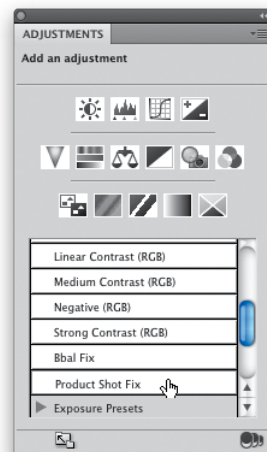 ADJUSTMENTS
Add an adjustment
Linear Contrast (RGB)
Medium Contrast (RGB)
Negative (RGB)
Strong Contrast (RGB)
Bbal Fix
Product Shot Fix
Exposure Presets